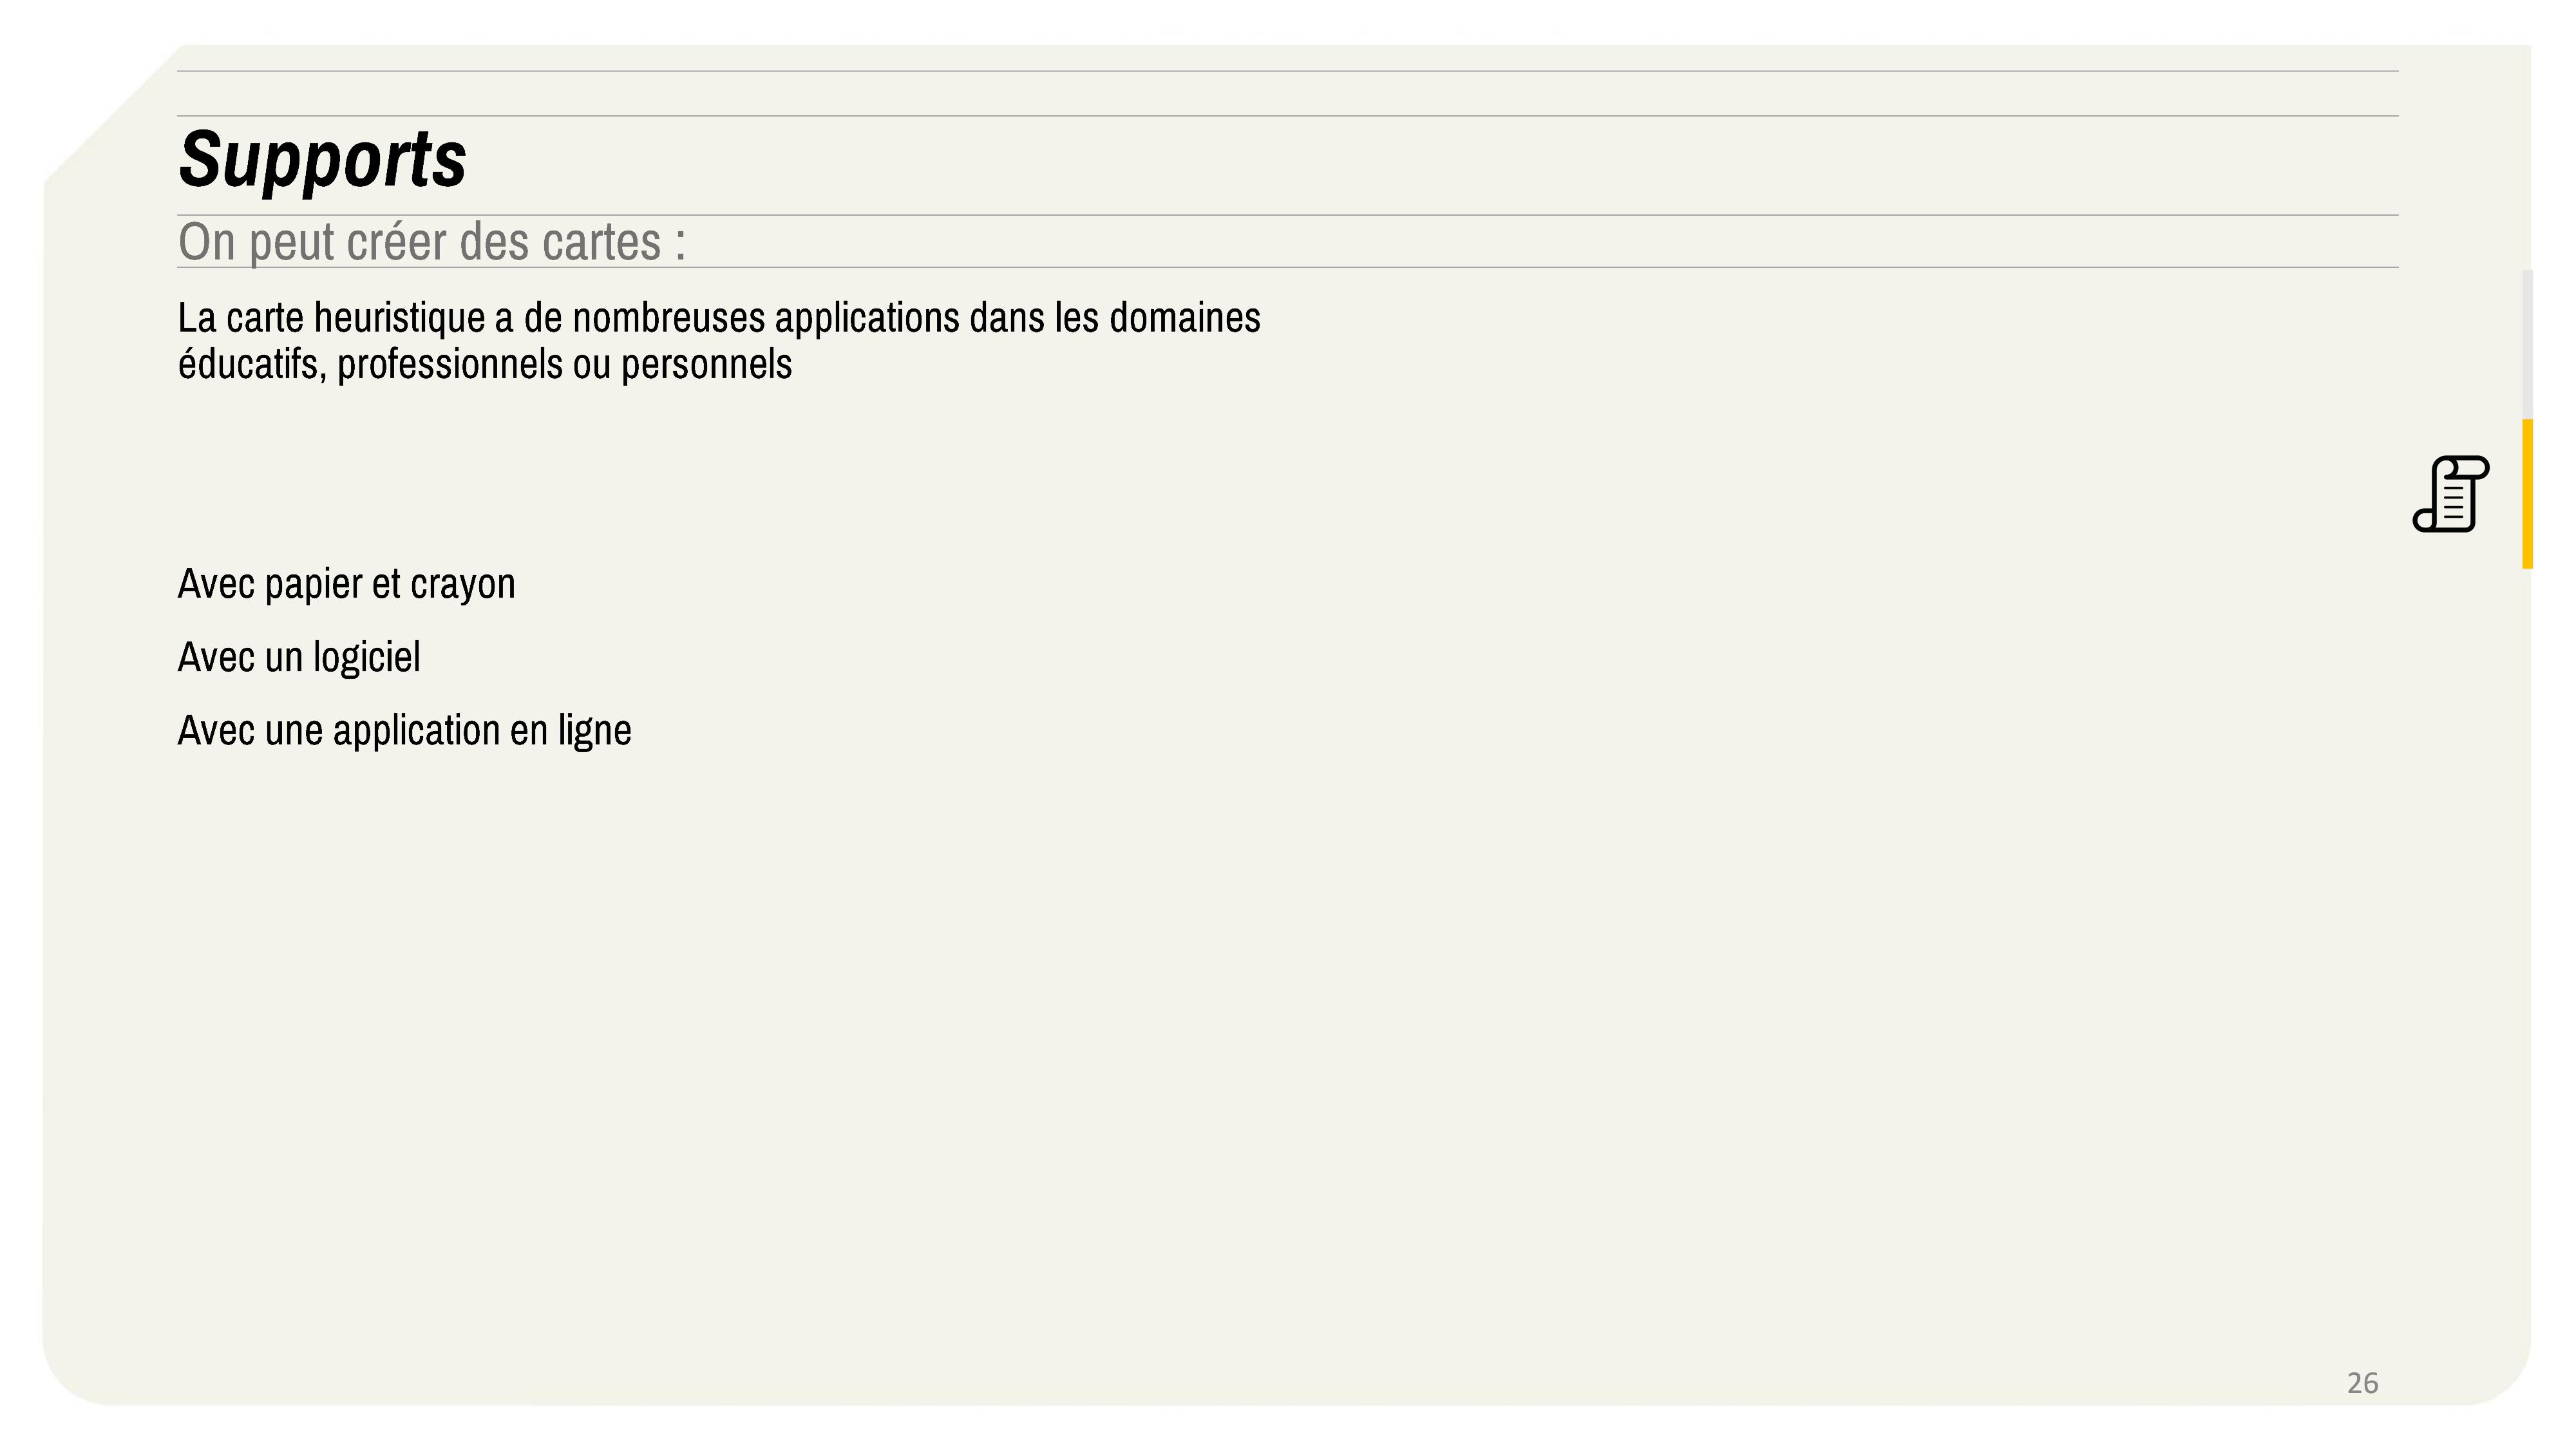 Supports
On peut créer des cartes :
La carte heuristique a de nombreuses applications dans les domaines
éducatifs, professionnels ou personnels
Avec papier et crayon
Avec un logiciel
Avec une application en ligne
26